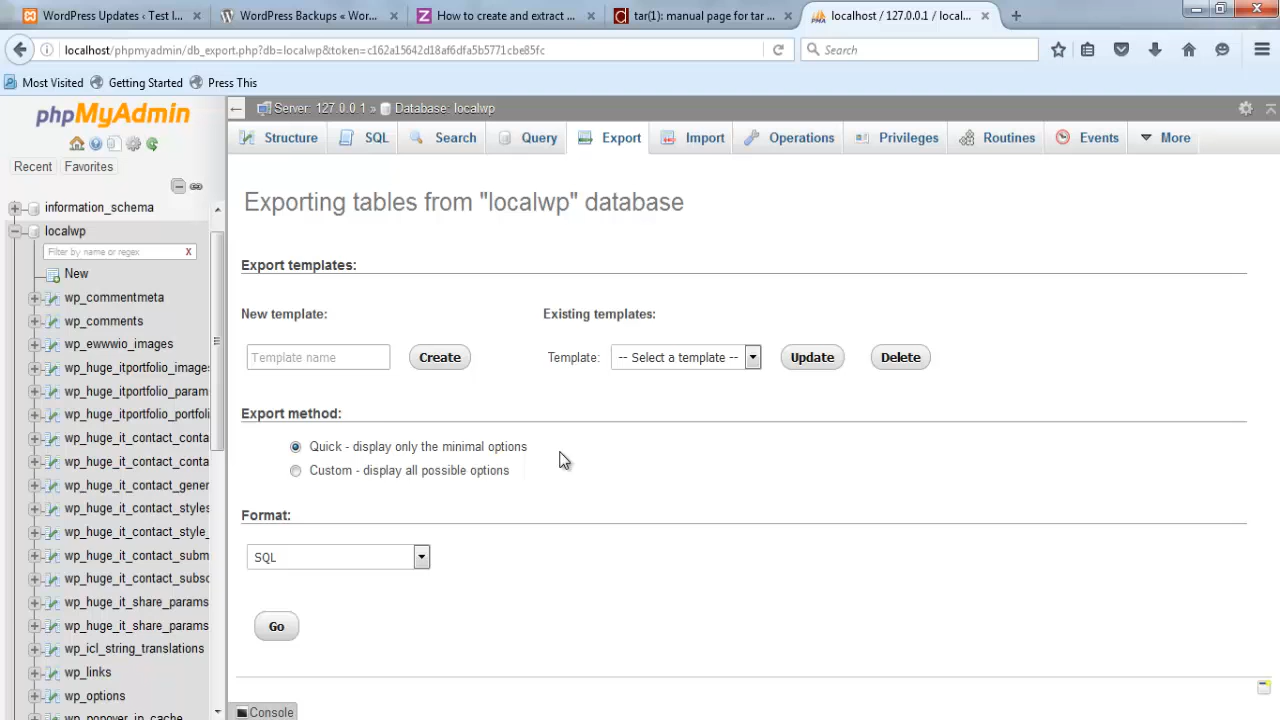 WordPress Updates ‹ Test l...
WordPress Backups « Wor...
How to create and extract ...
tar(1): manual page for tar ...
localhost / 127.0.0.1 / local...
localhost/phpmyadmin/db_export.php?db=localwp&token=c162a15642d18af6dfa5b5771cbe85fc
Search
Most Visited
Getting Started
Press This
phpMyAdmin
Recent
Favorites
information_schema
localwp
Filter by name or regex
X
New
wp_commentmeta
wp_comments
wp_ewwwio_images
wp_huge_itportfolio_images
wp_huge_itportfolio_param
wp_huge_itportfolio_portfoli
wp_huge_it_contact_conta
wp_huge_it_contact_conta
wp_huge_it_contact_gener
wp_huge_it_contact_styles
wp_huge_it_contact_style_
wp_huge_it_contact_subm
wp_huge_it_contact_subsc
wp_huge_it_share_params
wp_huge_it_share_params
wp_icl_string_translations
wp_links
wp_options
wp_popover_ip_cache
Server: 127.0.0.1 » Database: localwp
Structure
SQL
Search
Query
Export
Import
Operations
Privileges
Routines
Events
More
Exporting tables from "localwp" database
Export templates:
New template:
Existing templates:
Template name
Create
Template:
-- Select a template --
Update
Delete
Export method:
Quick - display only the minimal options
Custom - display all possible options
Format:
SQL
Go
Console